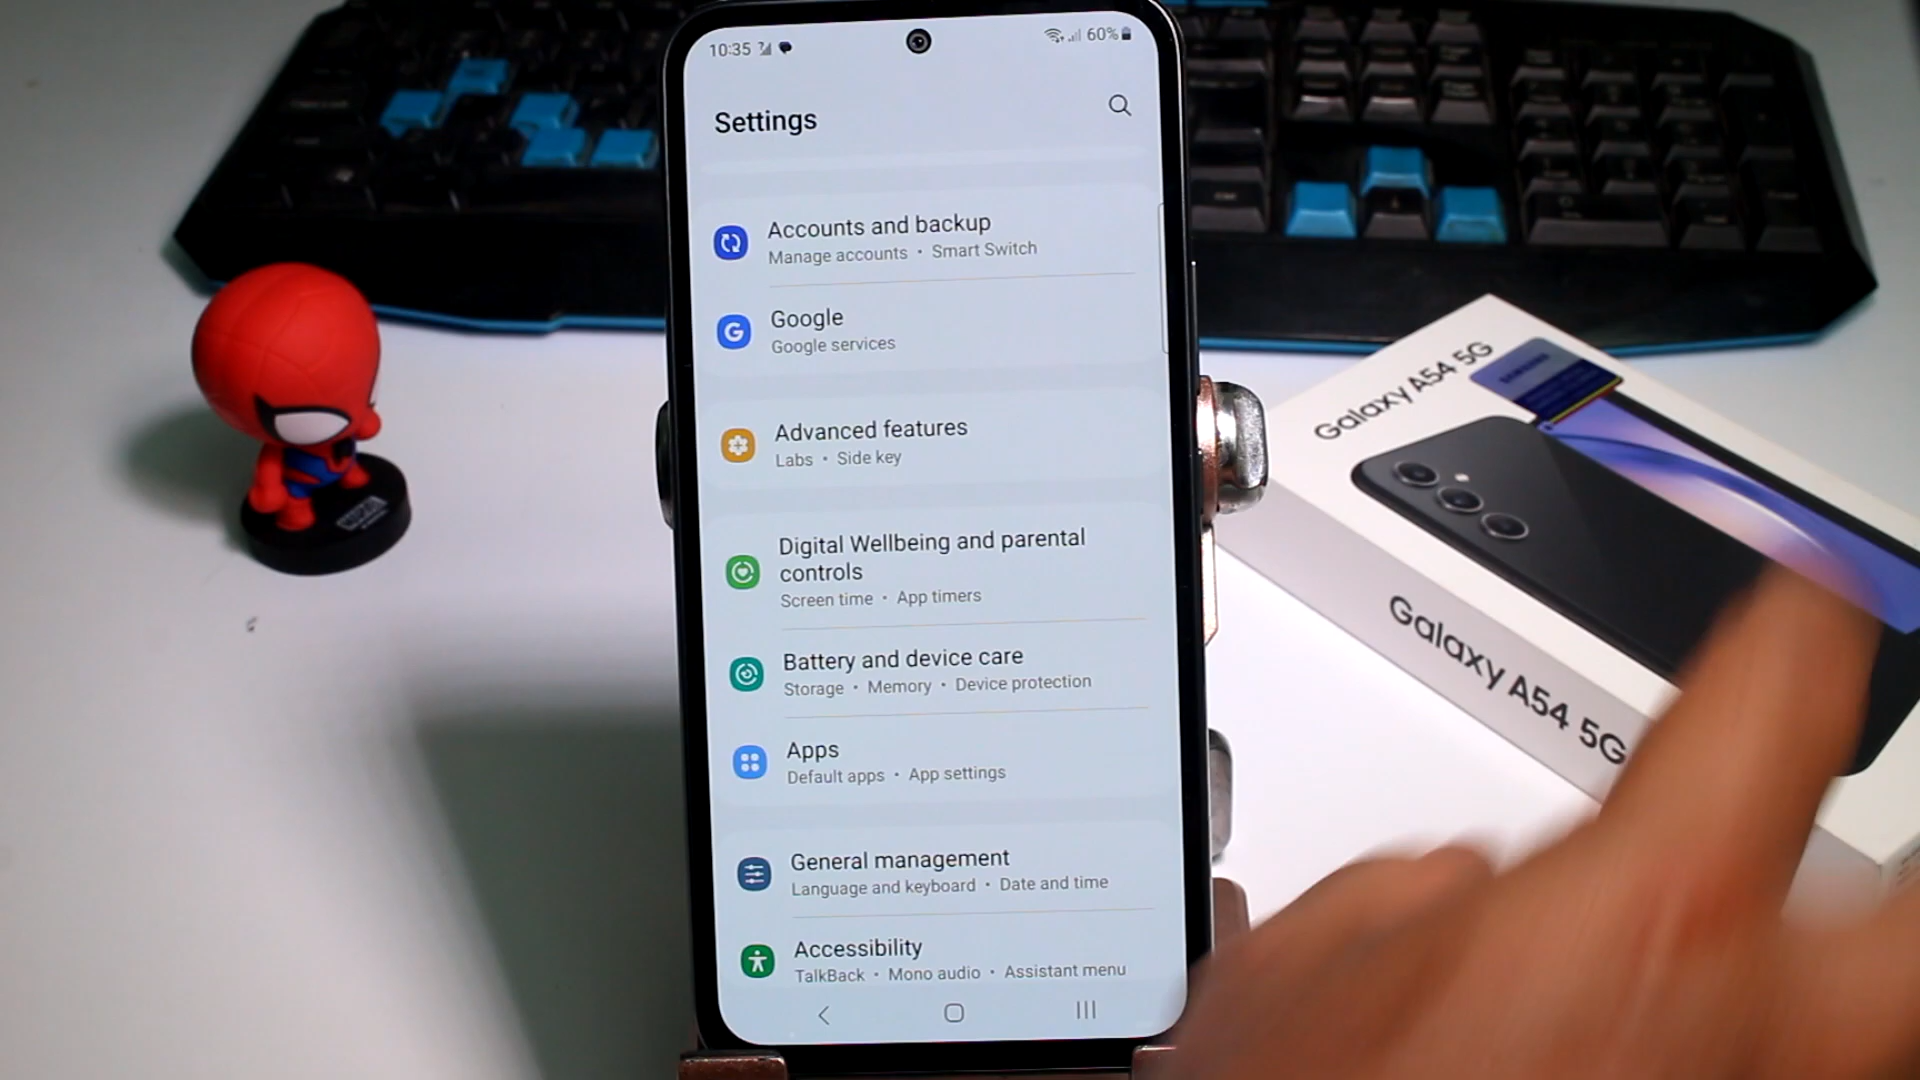 10:35
60%
Settings
Accounts and backup
Manage accounts • Smart Switch
Google
Google services
Advanced features
Labs • Side key
Digital Wellbeing and parental
controls
Screen time • App timers
Battery and device care
Storage • Memory • Device protection
Apps
Default apps • App settings
General management
Language and keyboard • Date and time
Accessibility
TalkBack • Mono audio • Assistant menu
Galaxy A54 5G
Galaxy A54 5G